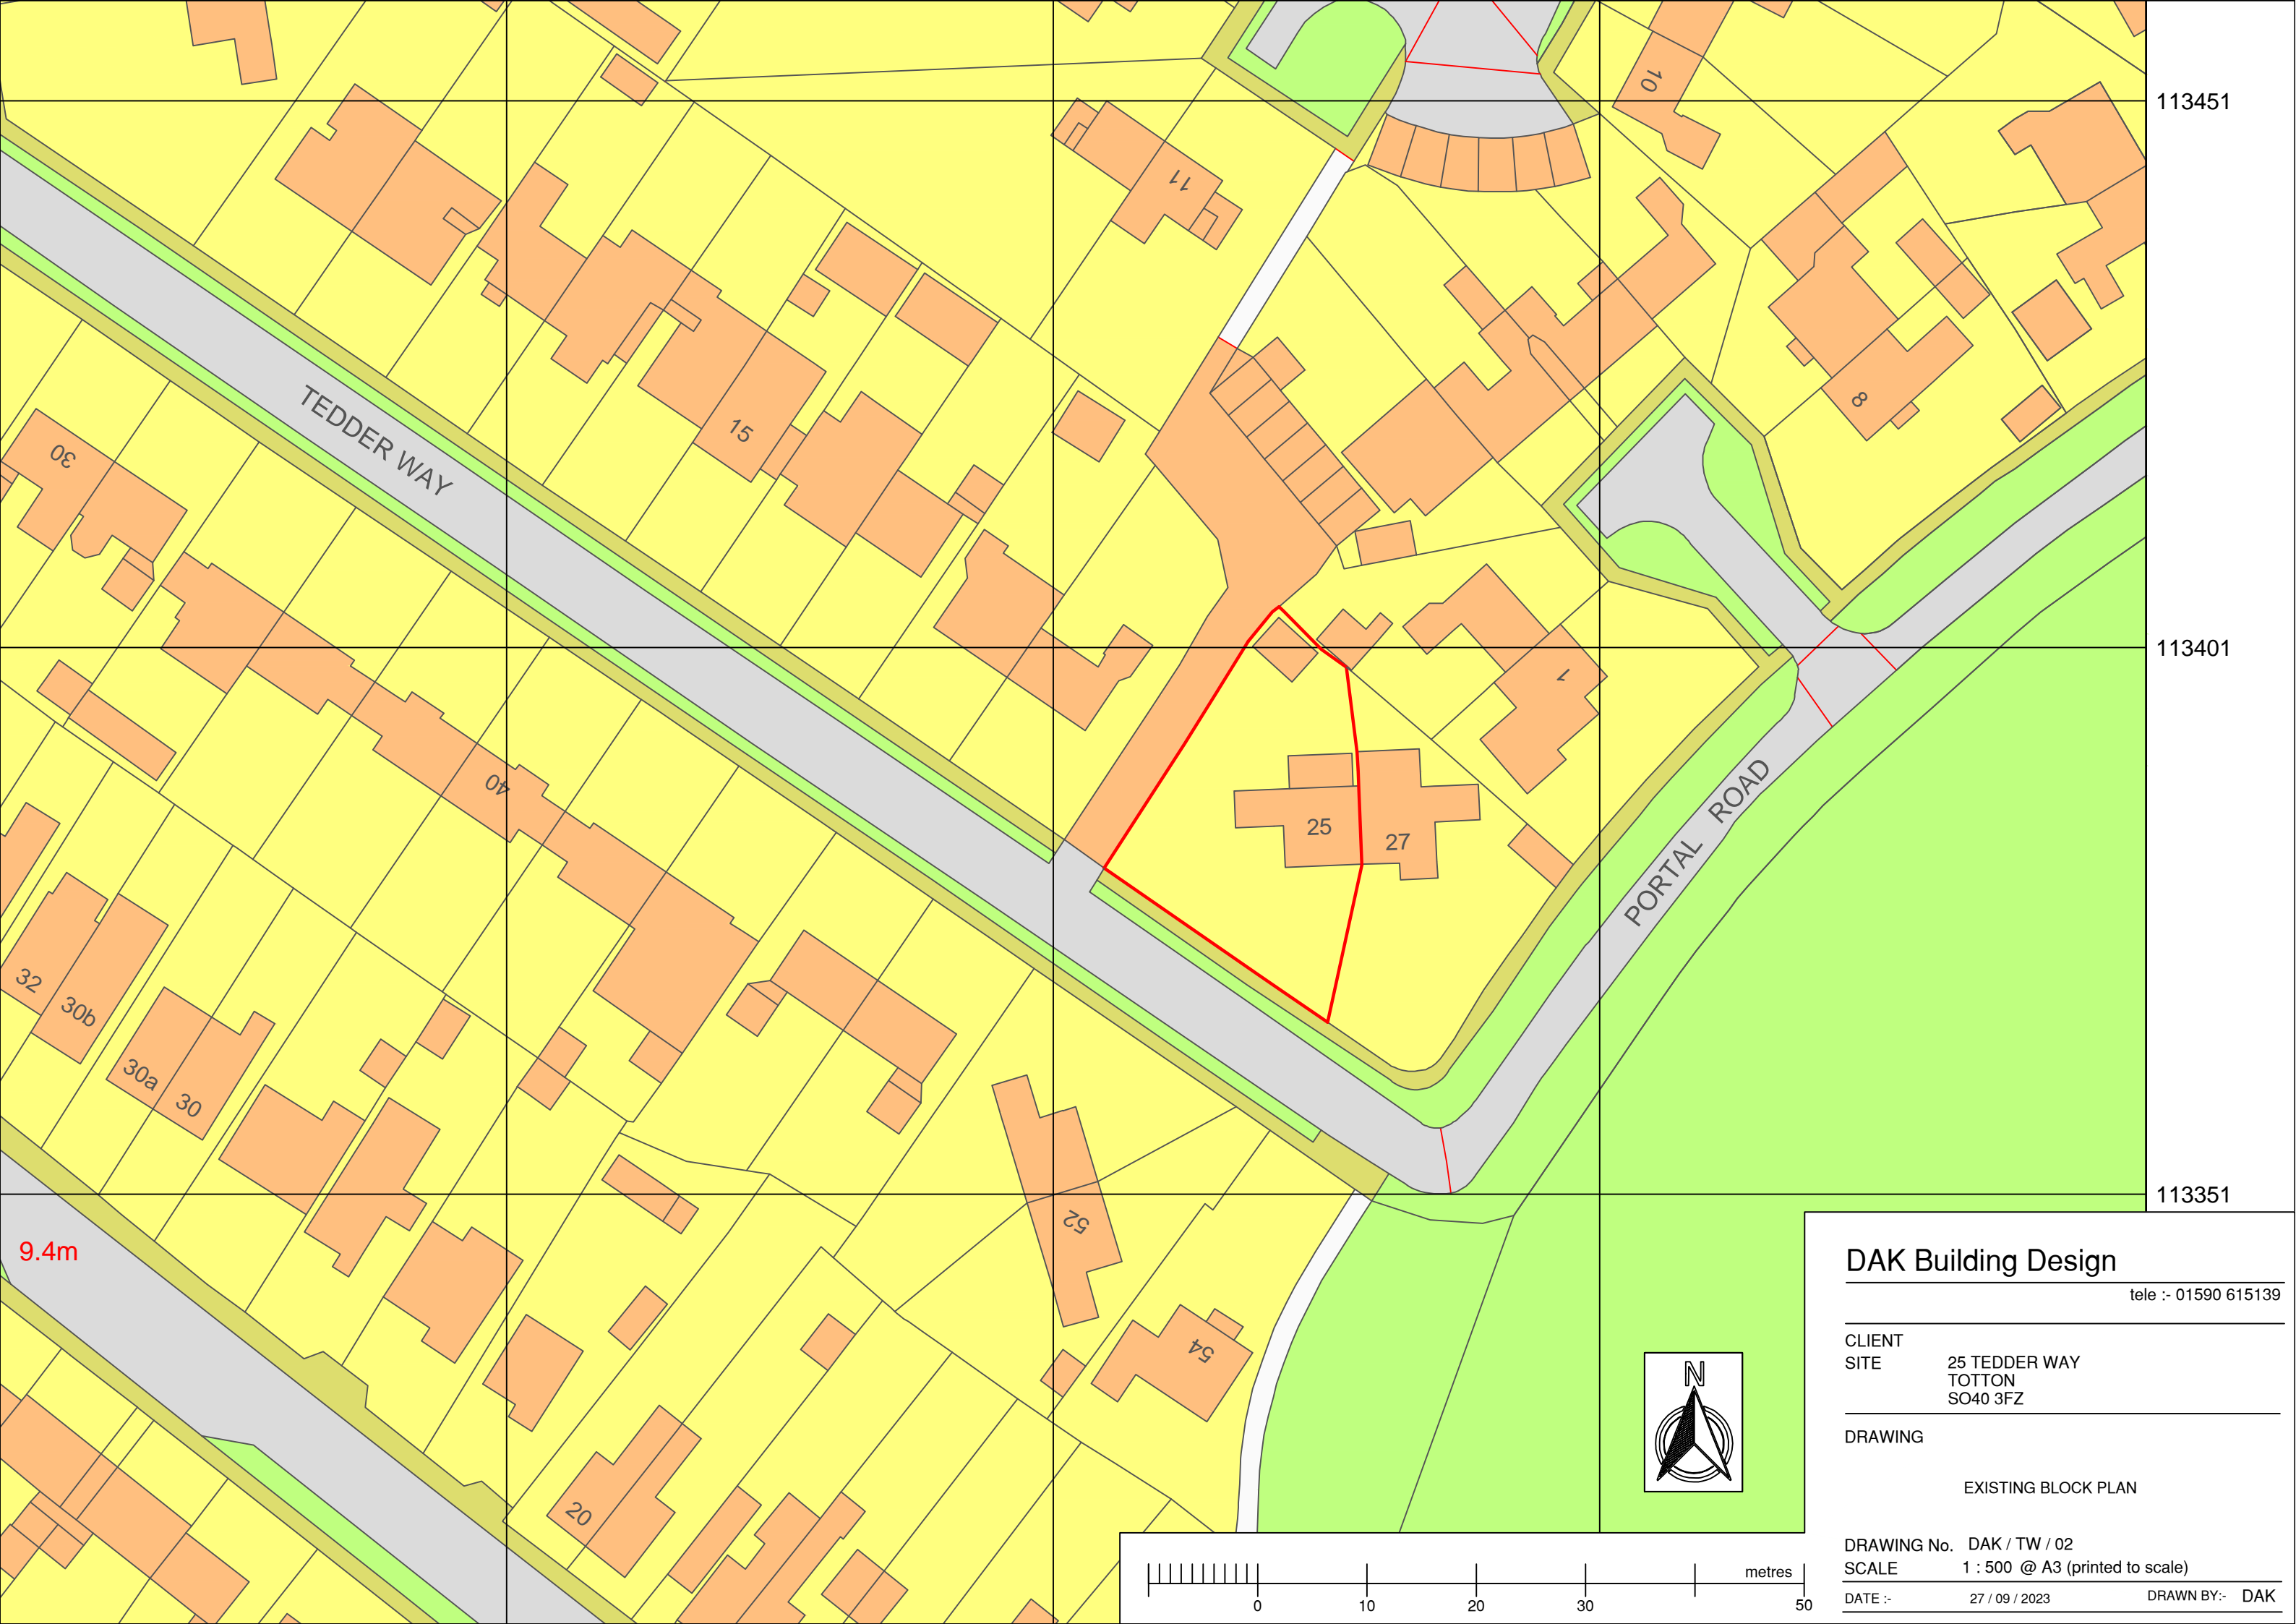 10
113451
11
TEDDER WAY
15
8
30
113401
1
40
25
27
PORTAL ROAD
32
30b
30a
30
113351
52
9.4m
54
20
N
DAK Building Design
tele :- 01590 615139
CLIENT
SITE 25 TEDDER WAY
TOTTON
SO40 3FZ
DRAWING
EXISTING BLOCK PLAN
DRAWING No. DAK / TW / 02
SCALE 1 : 500 @ A3 (printed to scale)
DATE :- 27 / 09 / 2023 DRAWN BY:- DAK
metres
0 10 20 30 50